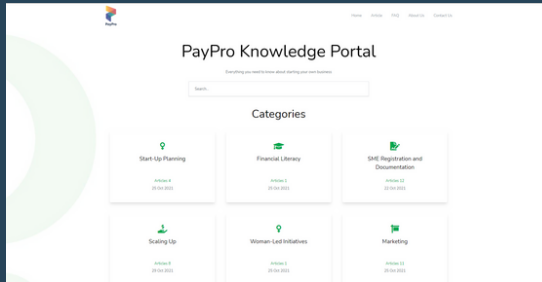 PayPro
Home Article FAQ About Us Contact Us
PayPro Knowledge Portal
Everything you need to know about starting your own business
Search...
Categories
Start-Up Planning
Articles 4
25 Oct 2021
Financial Literacy
Articles 1
25 Oct 2021
SME Registration and
Documentation
Articles 12
22 Oct 2021
Scaling Up
Articles 8
25 Oct 2021
Woman-Led Initiatives
Articles 1
25 Oct 2021
Marketing
Articles 11
25 Oct 2021